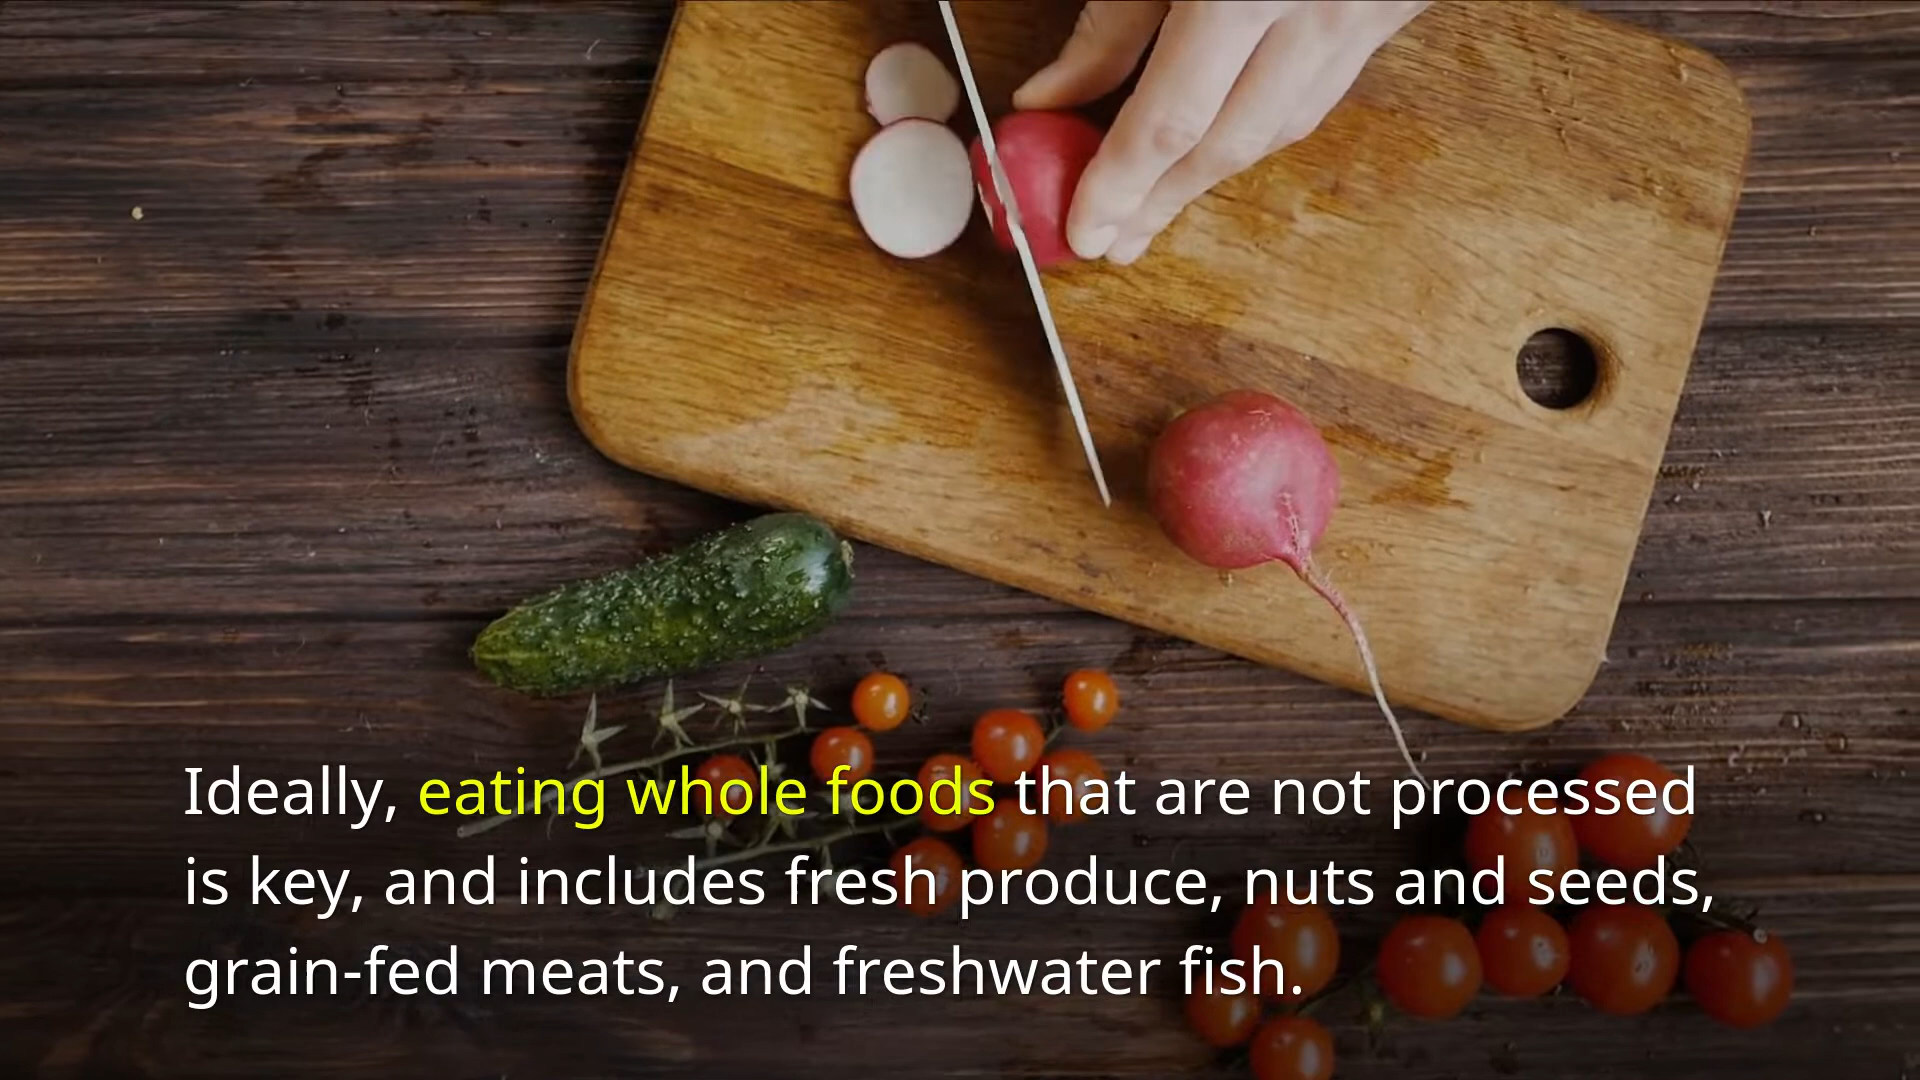 Ideally, eating whole foods that are not processed
is key, and includes fresh produce, nuts and seeds,
grain-fed meats, and freshwater fish.